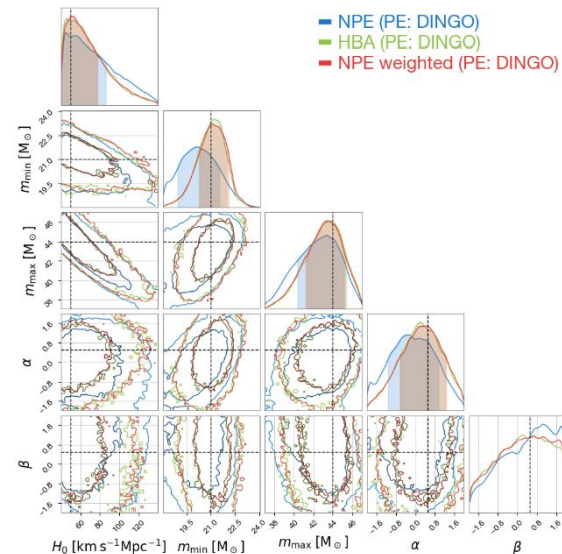 NPE (PE: DINGO)
HBA (PE: DINGO)
NPE weighted (PE: DINGO)
24.0
22.5
21.0
19.5
m_min [M_⊙]
46
44
42
40
38
m_max [M_⊙]
1.6
0.8
0.0
−0.8
−1.6
α
1.6
0.8
0.0
−0.8
−1.6
β
60 80 100 120
19.5 21.0 22.5 24.0
38 40 42 44 46
−1.6 −0.8 0.0 0.8 1.6
−1.6 −0.8 0.0 0.8 1.6
H_0 [km s⁻¹Mpc⁻¹] m_min [M_⊙] m_max [M_⊙] α β